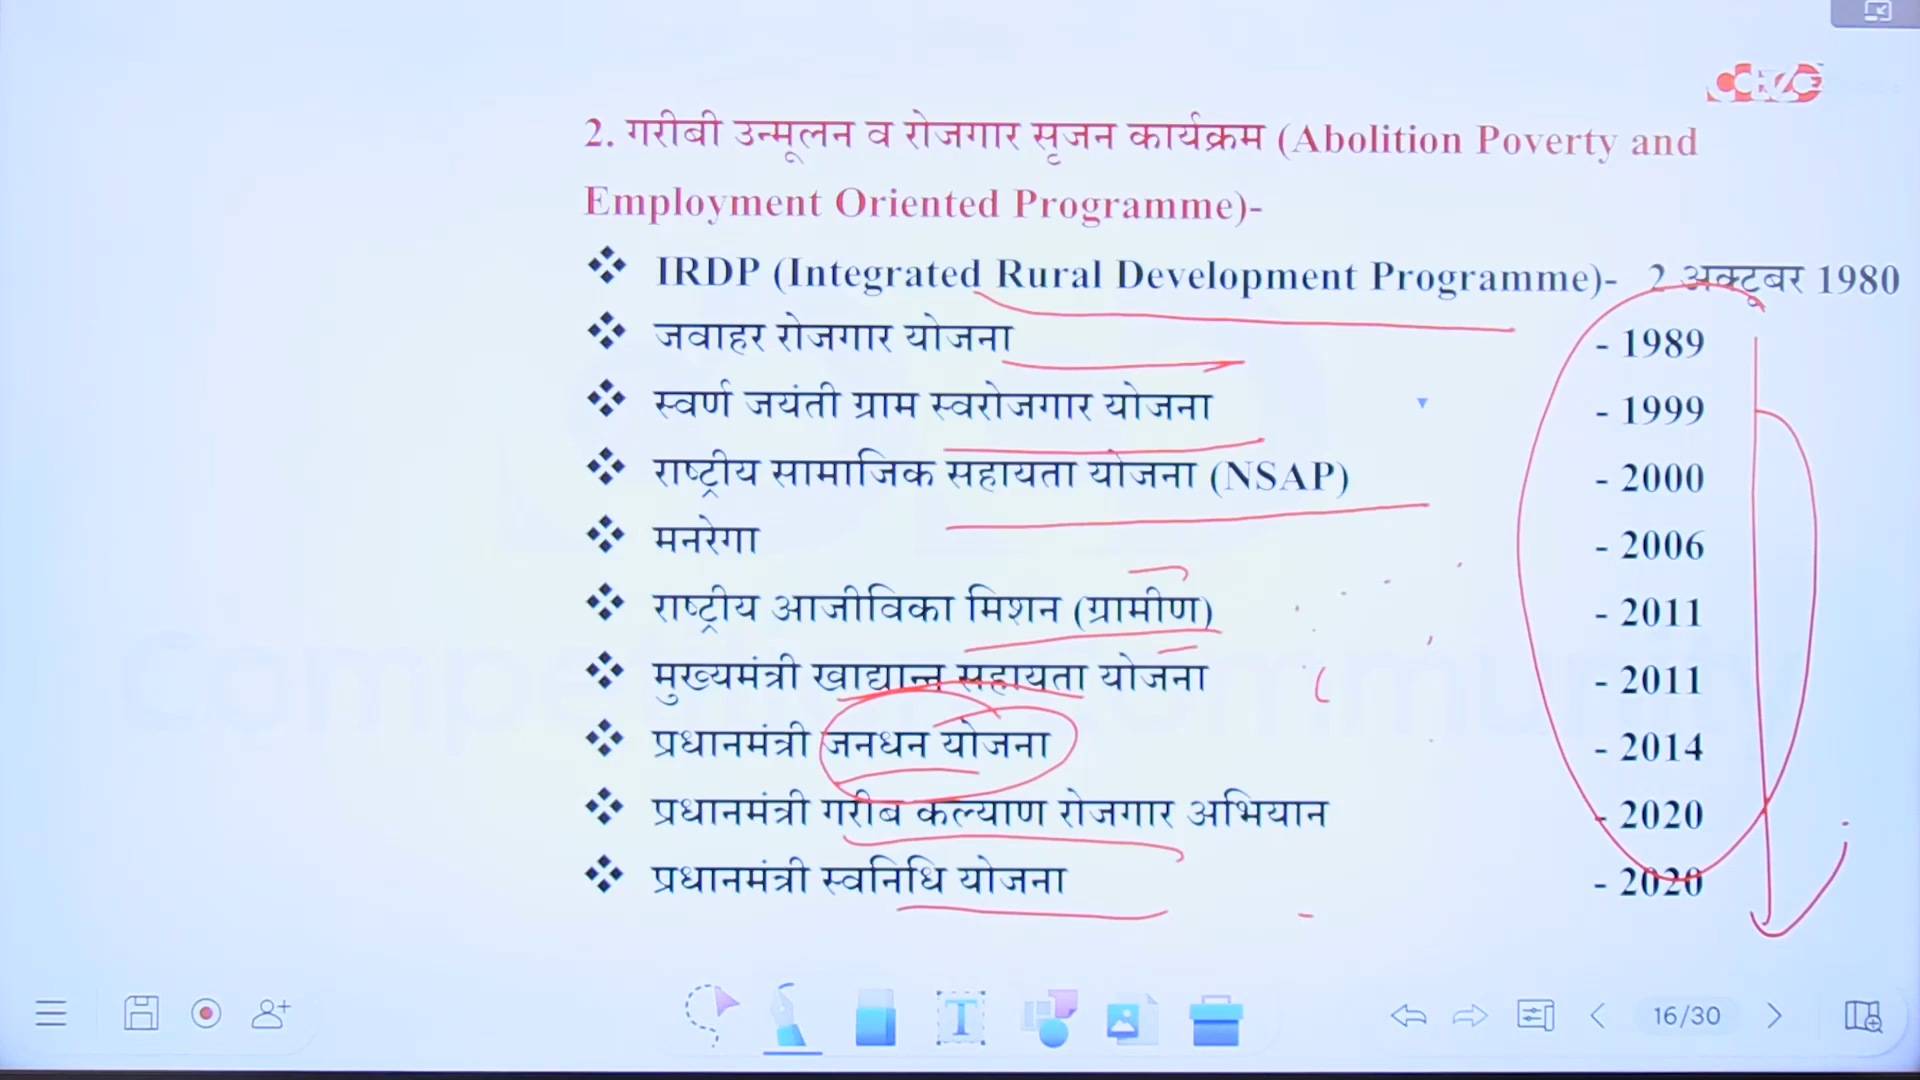 2. गरीबी उन्मूलन व रोजगार सृजन कार्यक्रम (Abolition Poverty and
Employment Oriented Programme)-
❖ IRDP (Integrated Rural Development Programme)- 2 अक्टूबर 1980
❖ जवाहर रोजगार योजना - 1989
❖ स्वर्ण जयंती ग्राम स्वरोजगार योजना - 1999
❖ राष्ट्रीय सामाजिक सहायता योजना (NSAP) - 2000
❖ मनरेगा - 2006
❖ राष्ट्रीय आजीविका मिशन (ग्रामीण) - 2011
❖ मुख्यमंत्री खाद्यान्न सहायता योजना - 2011
❖ प्रधानमंत्री जनधन योजना - 2014
❖ प्रधानमंत्री गरीब कल्याण रोजगार अभियान - 2020
❖ प्रधानमंत्री स्वनिधि योजना - 2020
16/30